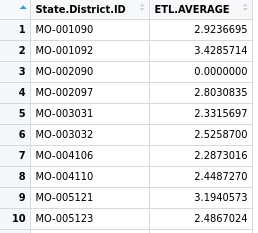 State.District.ID ETL.AVERAGE
1 MO-001090 2.9236695
2 MO-001092 3.4285714
3 MO-002090 0.0000000
4 MO-002097 2.8030835
5 MO-003031 2.3315697
6 MO-003032 2.5258700
7 MO-004106 2.2873016
8 MO-004110 2.4487270
9 MO-005121 3.1940573
10 MO-005123 2.4867024